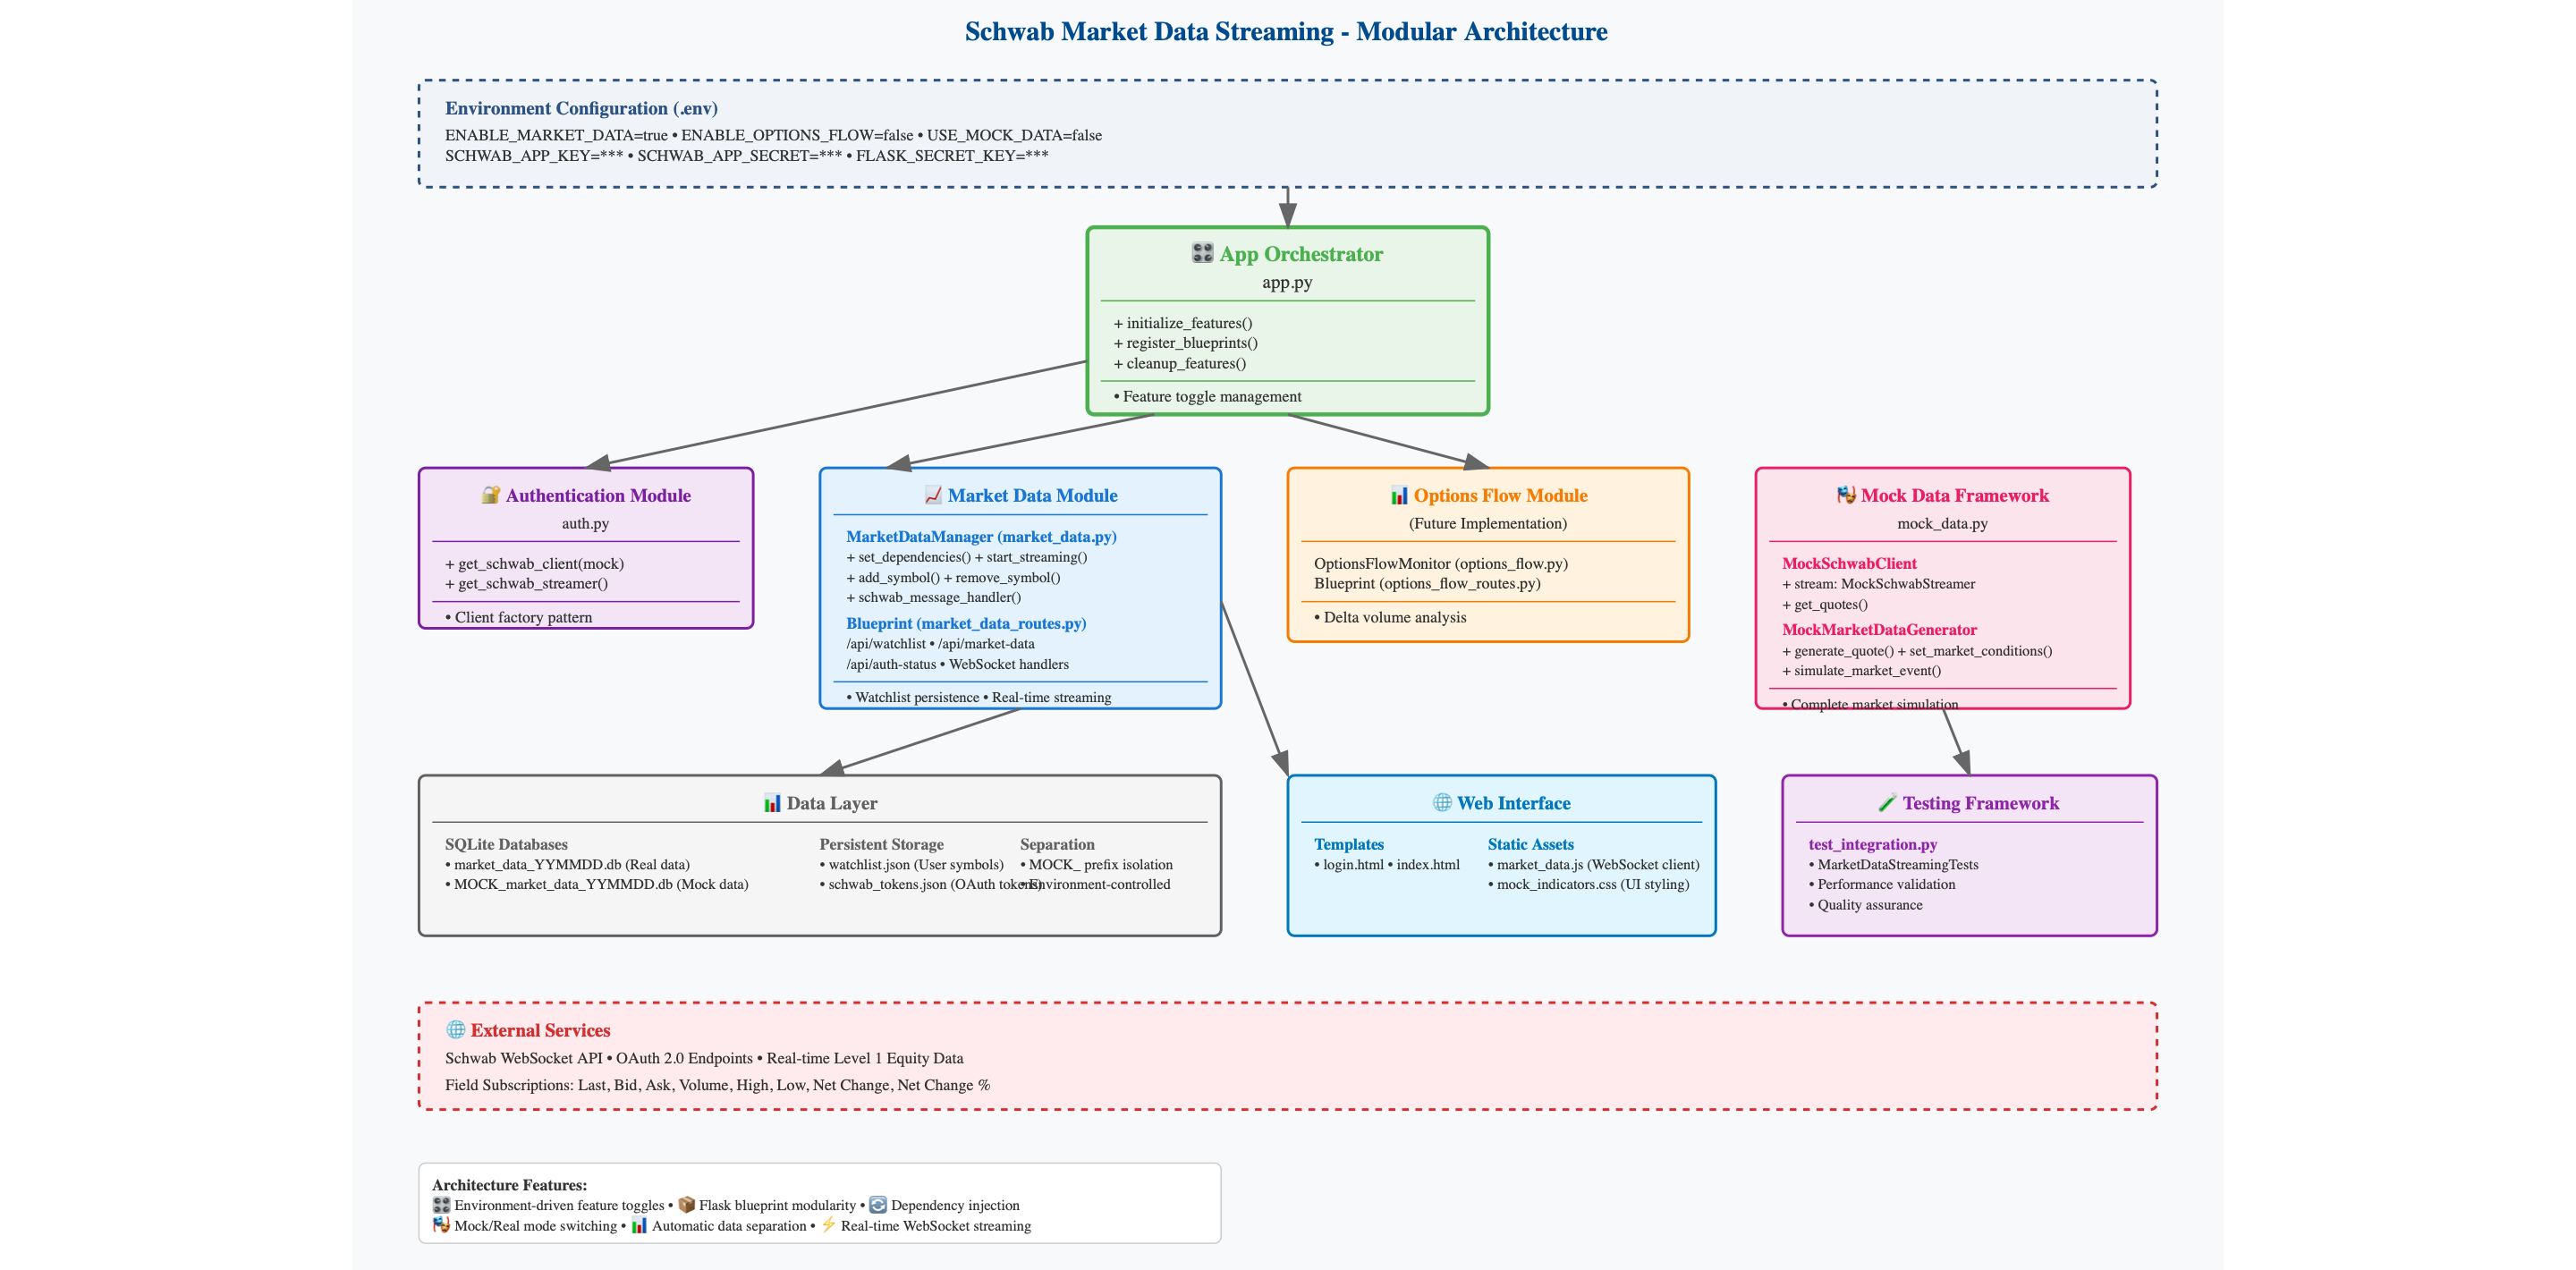 Schwab Market Data Streaming - Modular Architecture
Environment Configuration (.env)
ENABLE_MARKET_DATA=true • ENABLE_OPTIONS_FLOW=false • USE_MOCK_DATA=false
SCHWAB_APP_KEY=*** • SCHWAB_APP_SECRET=*** • FLASK_SECRET_KEY=***
🎛️ App Orchestrator
app.py
+ initialize_features()
+ register_blueprints()
+ cleanup_features()
• Feature toggle management
🔐 Authentication Module
auth.py
+ get_schwab_client(mock)
+ get_schwab_streamer()
• Client factory pattern
📈 Market Data Module
MarketDataManager (market_data.py)
+ set_dependencies() + start_streaming()
+ add_symbol() + remove_symbol()
+ schwab_message_handler()
Blueprint (market_data_routes.py)
/api/watchlist • /api/market-data
/api/auth-status • WebSocket handlers
• Watchlist persistence • Real-time streaming
📊 Options Flow Module
(Future Implementation)
OptionsFlowMonitor (options_flow.py)
Blueprint (options_flow_routes.py)
• Delta volume analysis
🎭 Mock Data Framework
mock_data.py
MockSchwabClient
+ stream: MockSchwabStreamer
+ get_quotes()
MockMarketDataGenerator
+ generate_quote() + set_market_conditions()
+ simulate_market_event()
• Complete market simulation
📊 Data Layer
SQLite Databases
• market_data_YYMMDD.db (Real data)
• MOCK_market_data_YYMMDD.db (Mock data)
Persistent Storage
• watchlist.json (User symbols)
• schwab_tokens.json (OAuth tokens)
Separation
• MOCK_ prefix isolation
• Environment-controlled
🌐 Web Interface
Templates
• login.html • index.html
Static Assets
• market_data.js (WebSocket client)
• mock_indicators.css (UI styling)
🧪 Testing Framework
test_integration.py
• MarketDataStreamingTests
• Performance validation
• Quality assurance
🌐 External Services
Schwab WebSocket API • OAuth 2.0 Endpoints • Real-time Level 1 Equity Data
Field Subscriptions: Last, Bid, Ask, Volume, High, Low, Net Change, Net Change %
Architecture Features:
🎛️ Environment-driven feature toggles • 📦 Flask blueprint modularity • 🔄 Dependency injection
🎭 Mock/Real mode switching • 📊 Automatic data separation • ⚡ Real-time WebSocket streaming